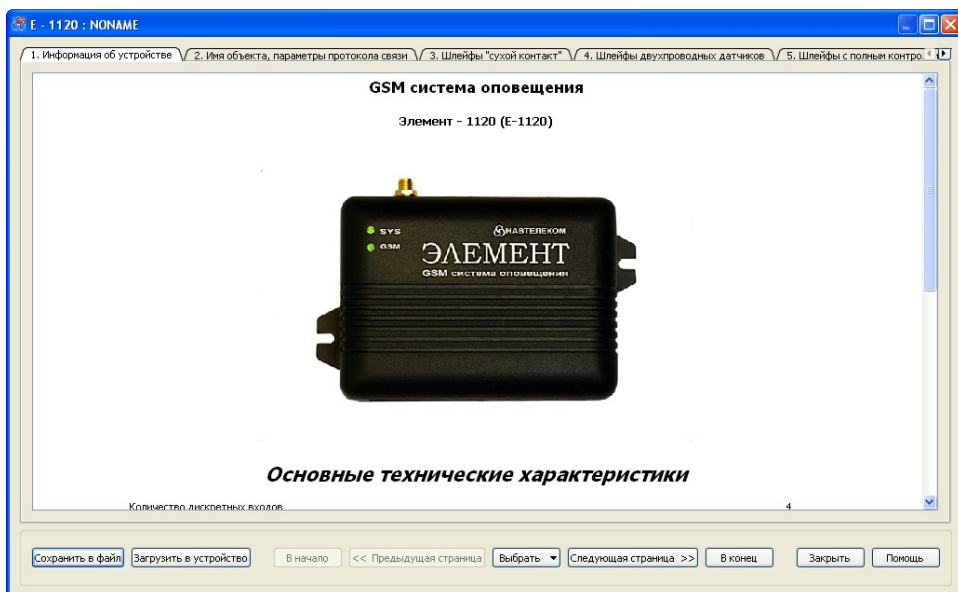 E - 1120 : NONAME
1. Информация об устройстве 2. Имя объекта, параметры протокола связи 3. Шлейфы "сухой контакт" 4. Шлейфы двухпроводных датчиков 5. Шлейфы с полным контро.
GSM система оповещения
Элемент - 1120 (E-1120)
SYS НАВТЕЛЕКОМ
GSM ЭЛЕМЕНТ
GSM система оповещения
Основные технические характеристики
Количество дискретных входов 4
Сохранить в файл Загрузить в устройство В начало << Предыдущая страница Выбрать Следующая страница >> В конец Закрыть Помощь